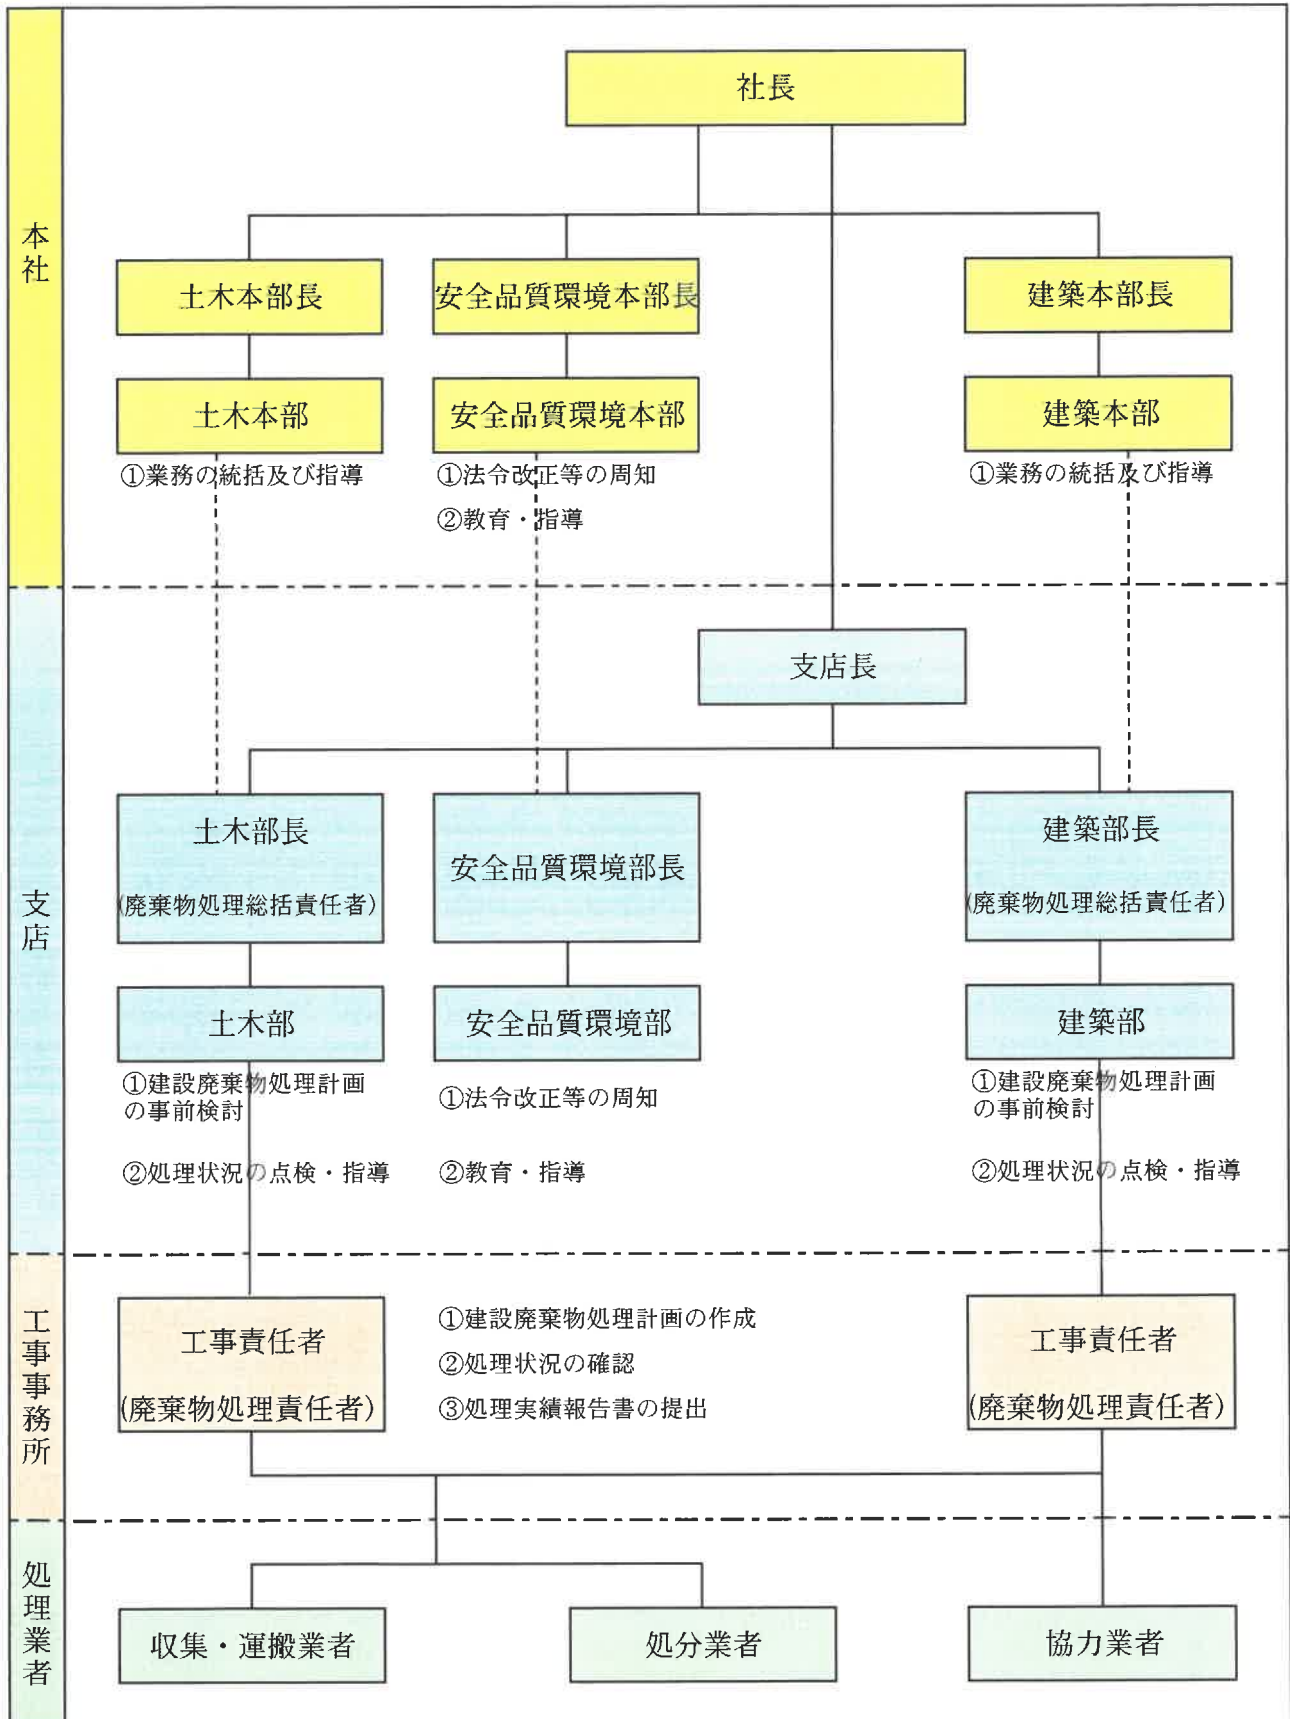 本社
社長
土木本部長
安全品質環境本部長
建築本部長
土木本部
安全品質環境本部
建築本部
①業務の統括及び指導
①法令改正等の周知
②教育・指導
①業務の統括及び指導
支店
支店長
土木部長
(廃棄物処理総括責任者)
安全品質環境部長
建築部長
(廃棄物処理総括責任者)
土木部
安全品質環境部
建築部
①建設廃棄物処理計画
の事前検討
②処理状況の点検・指導
①法令改正等の周知
②教育・指導
①建設廃棄物処理計画
の事前検討
②処理状況の点検・指導
工事事務所
工事責任者
(廃棄物処理責任者)
①建設廃棄物処理計画の作成
②処理状況の確認
③処理実績報告書の提出
工事責任者
(廃棄物処理責任者)
処理業者
収集・運搬業者
処分業者
協力業者